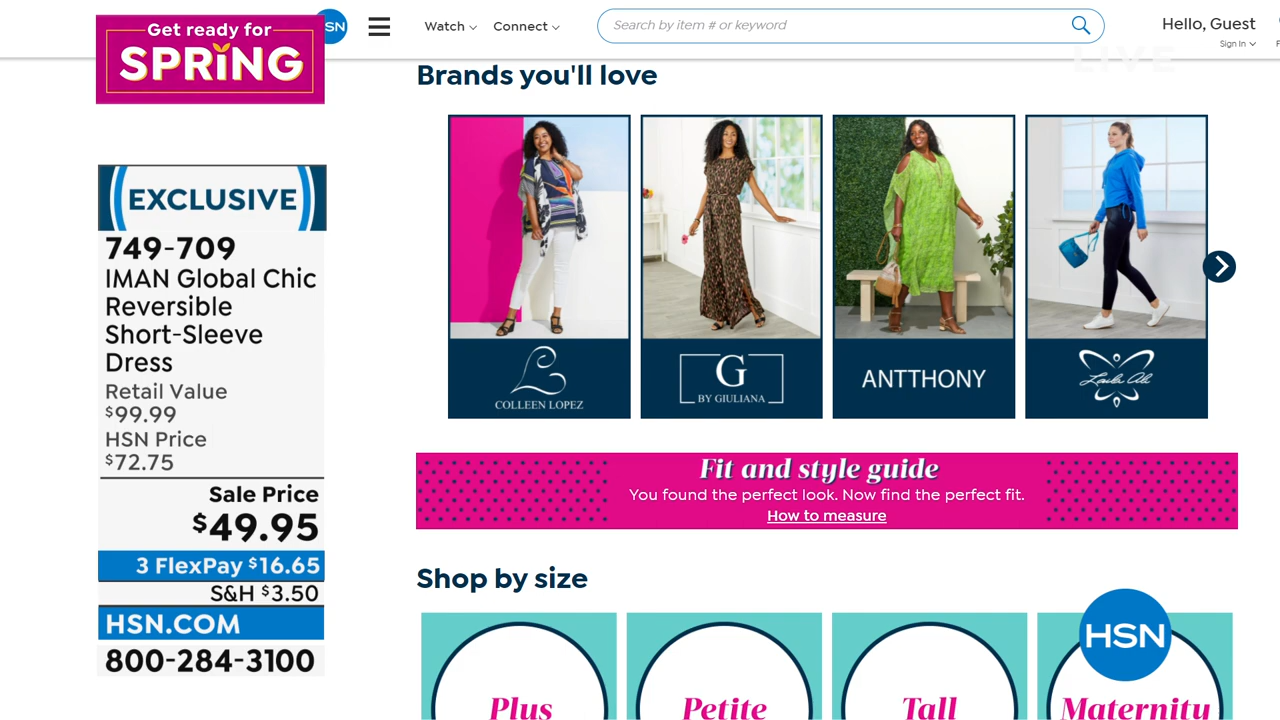 Get ready for
SPRING
SN
Watch
Connect
Search by item # or keyword
Hello, Guest
Sign In
F
LIVE
Brands you'll love
EXCLUSIVE
749-709
IMAN Global Chic
Reversible
Short-Sleeve
Dress
Retail Value
$99.99
HSN Price
$72.75
Sale Price
$49.95
3 FlexPay $16.65
S&H $3.50
HSN.COM
800-284-3100
COLLEEN LOPEZ
G
BY GIULIANA
ANTTHONY
Laila Ali
Fit and style guide
You found the perfect look. Now find the perfect fit.
How to measure
Shop by size
Plus
Petite
Tall
Maternity
HSN